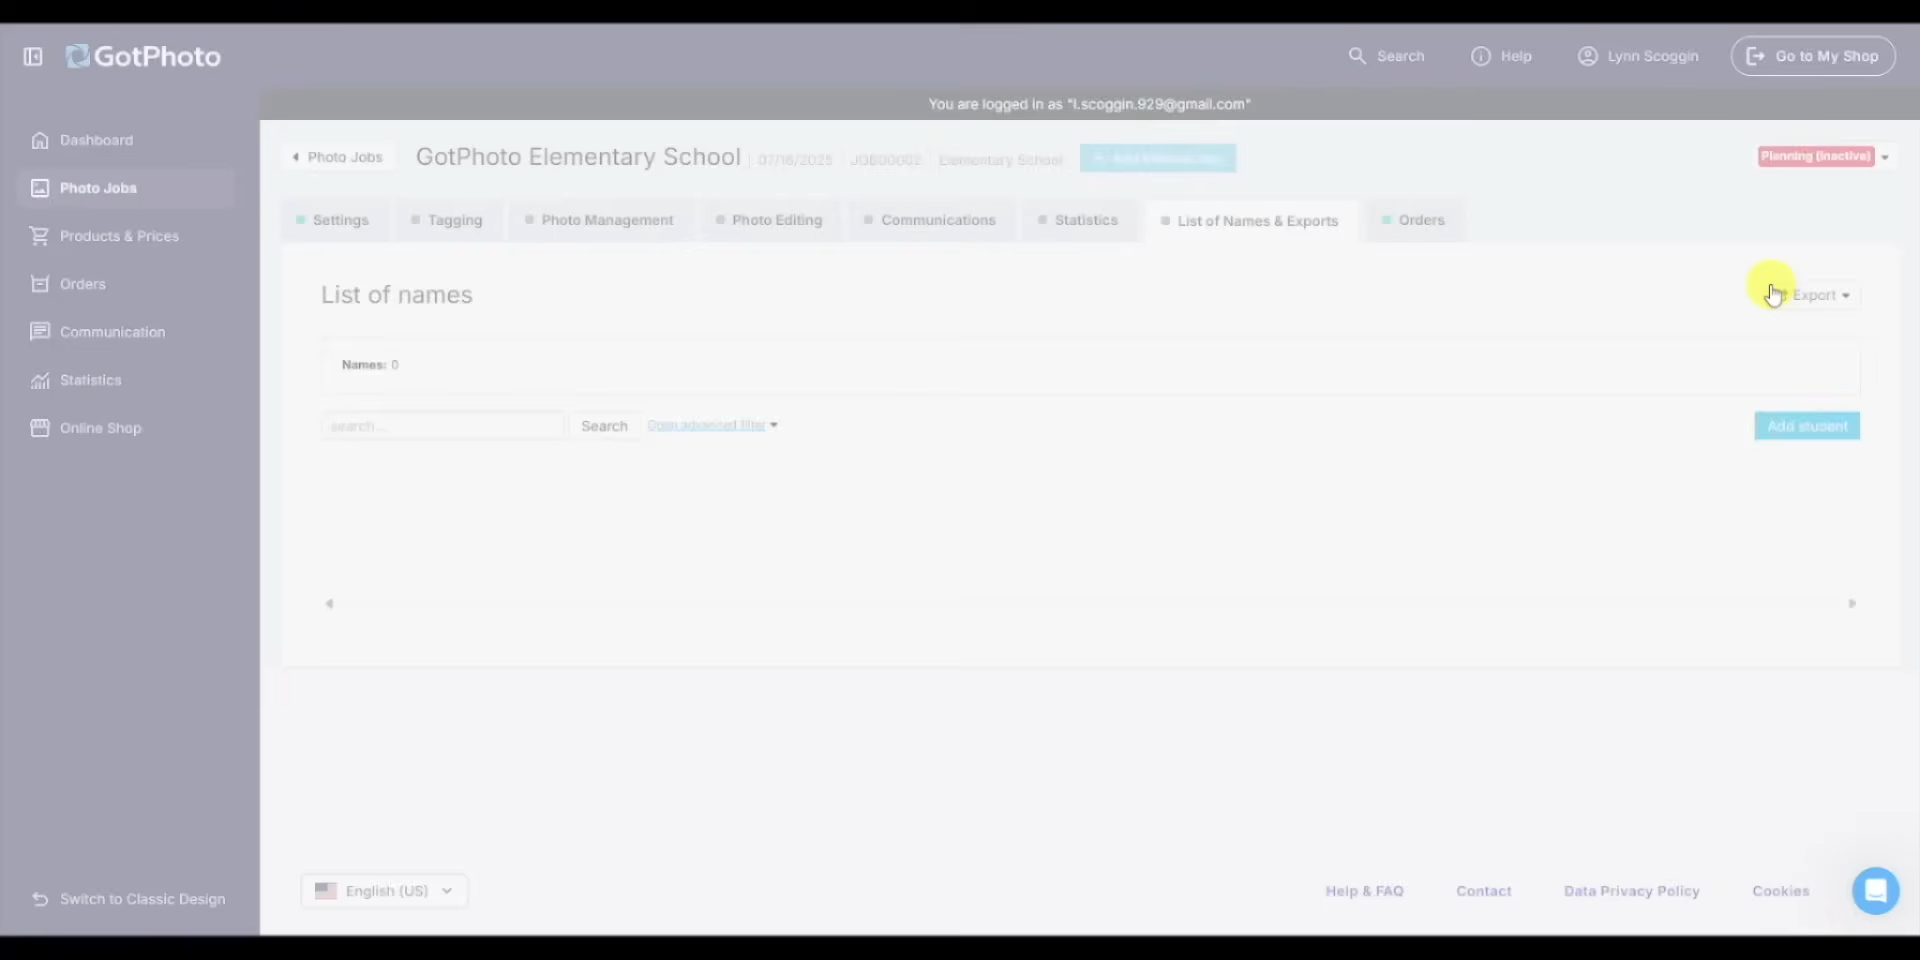 GotPhoto
Search
Help
Lynn Scoggin
Go to My Shop
You are logged in as "l.scoggin.929@gmail.com"
Dashboard
Photo Jobs
Products & Prices
Orders
Communication
Statistics
Online Shop
Switch to Classic Design
Photo Jobs
GotPhoto Elementary School
07/16/2025
JOB00002
Elementary School
Planning (inactive)
Settings
Tagging
Photo Management
Photo Editing
Communications
Statistics
List of Names & Exports
Orders
List of names
Export
Names: 0
search...
Search
Open advanced filter
Add student
English (US)
Help & FAQ
Contact
Data Privacy Policy
Cookies